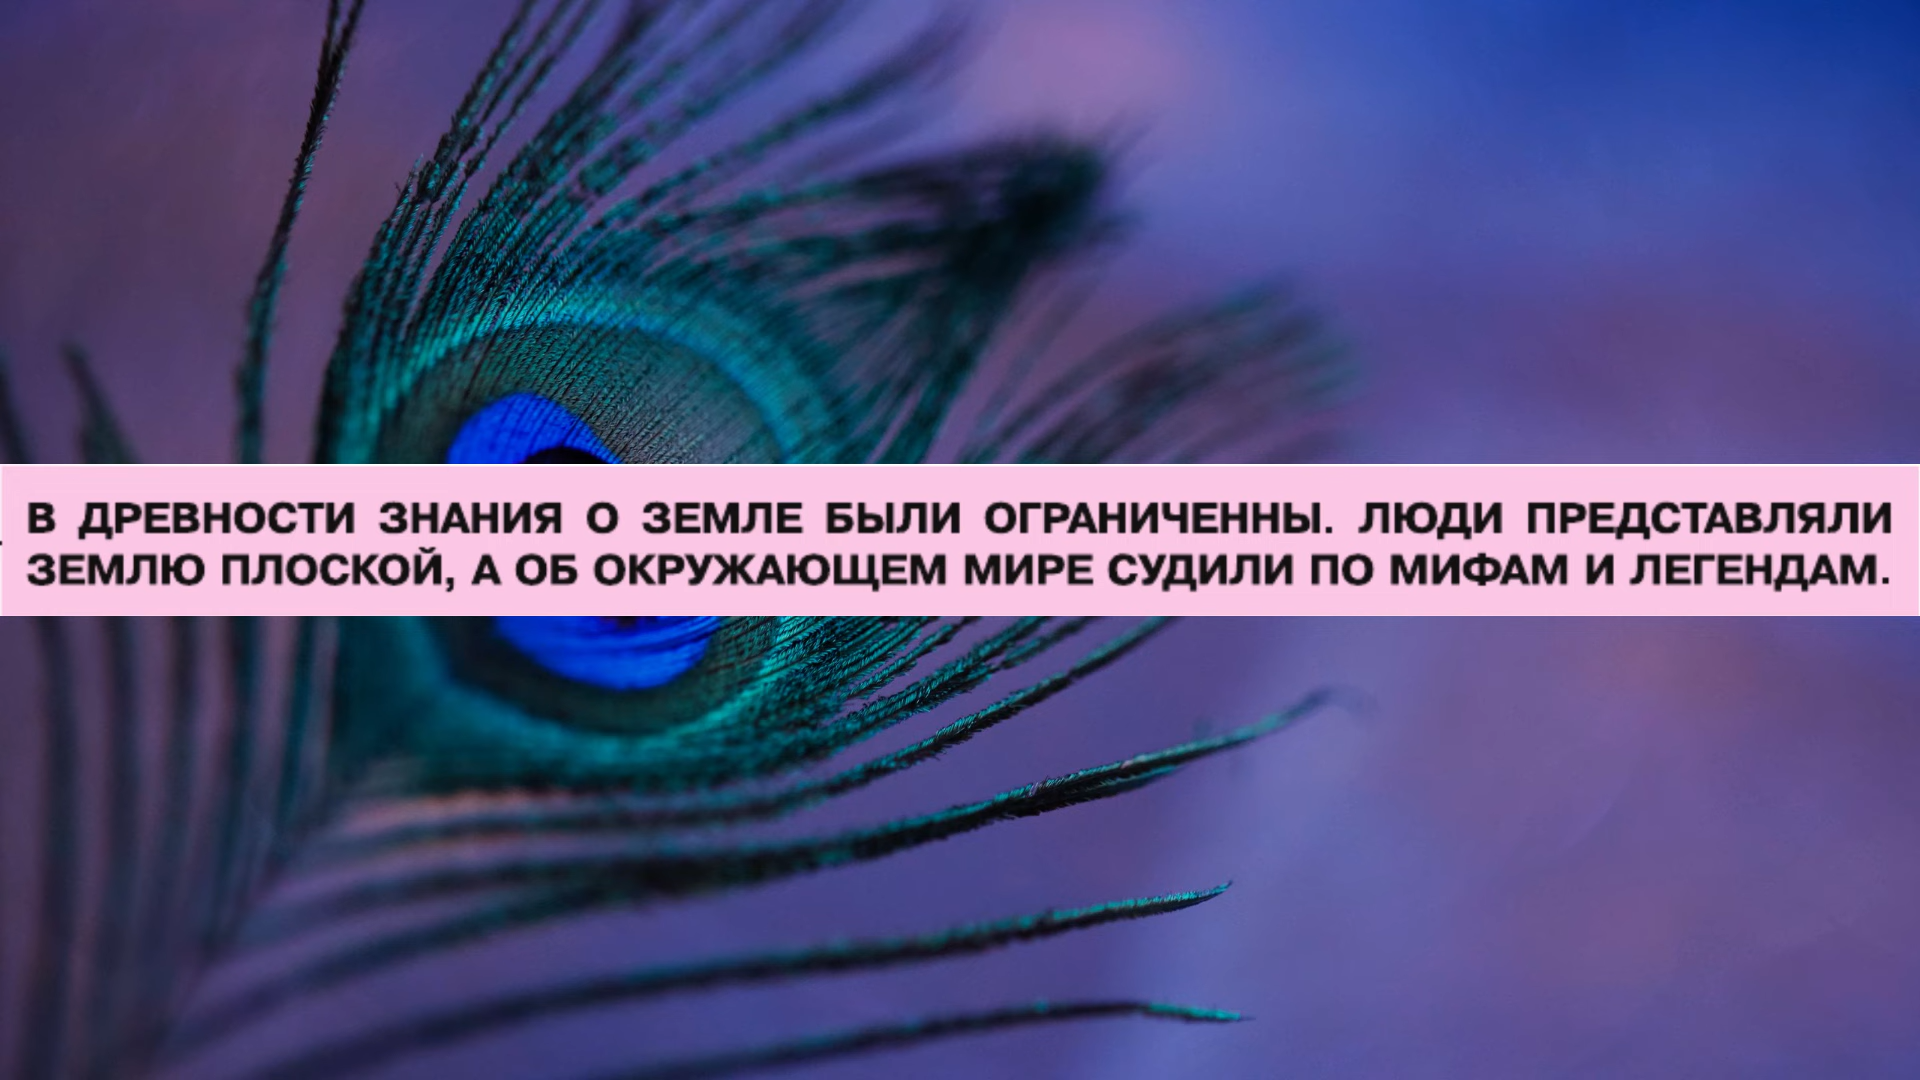 В ДРЕВНОСТИ ЗНАНИЯ О ЗЕМЛЕ БЫЛИ ОГРАНИЧЕННЫ. ЛЮДИ ПРЕДСТАВЛЯЛИ
ЗЕМЛЮ ПЛОСКОЙ, А ОБ ОКРУЖАЮЩЕМ МИРЕ СУДИЛИ ПО МИФАМ И ЛЕГЕНДАМ.